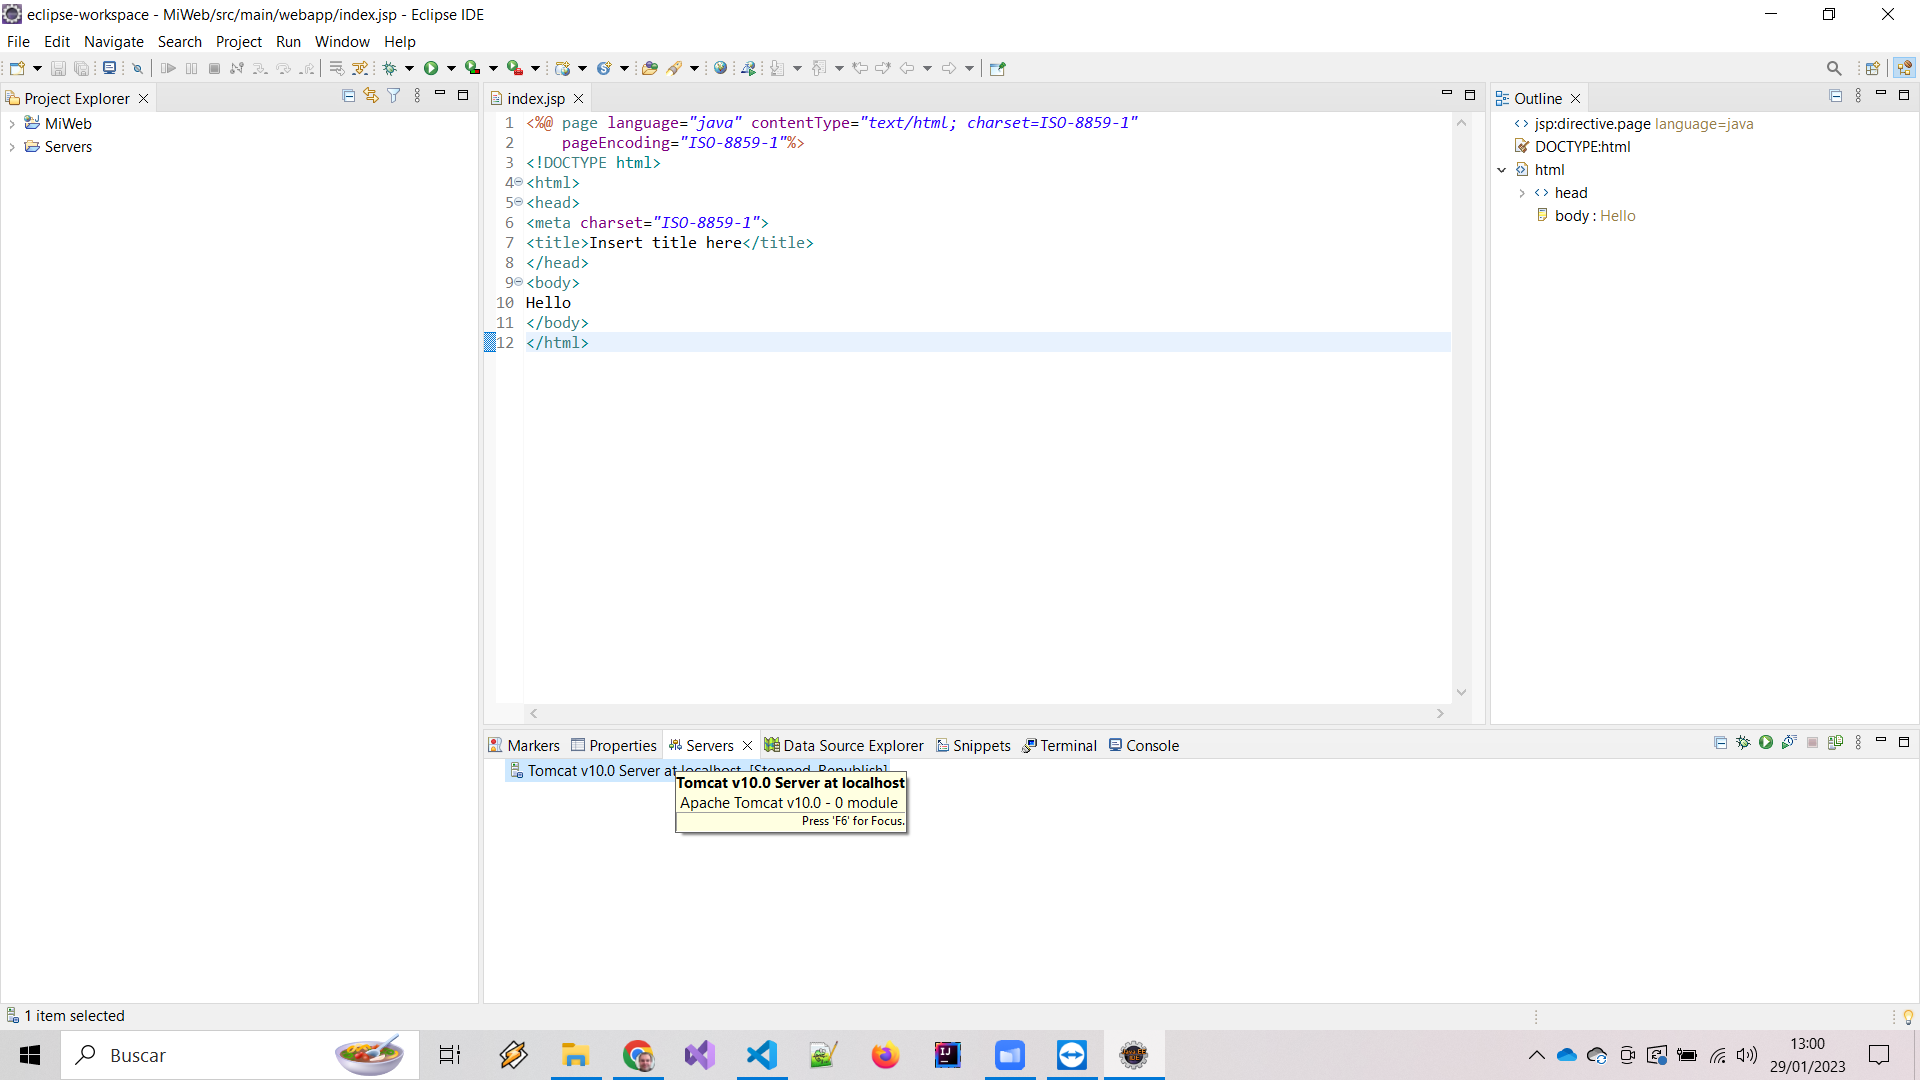 eclipse-workspace - MiWeb/src/main/webapp/index.jsp - Eclipse IDE
File Edit Navigate Search Project Run Window Help
Project Explorer
MiWeb
Servers
index.jsp
1 <%@ page language="java" contentType="text/html; charset=ISO-8859-1"
2 pageEncoding="ISO-8859-1"%>
3 <!DOCTYPE html>
4 <html>
5 <head>
6 <meta charset="ISO-8859-1">
7 <title>Insert title here</title>
8 </head>
9 <body>
10 Hello
11 </body>
12 </html>
Outline
jsp:directive.page language=java
DOCTYPE:html
html
head
body : Hello
Markers Properties Servers Data Source Explorer Snippets Terminal Console
Tomcat v10.0 Server at localhost [Stopped, Republish]
Tomcat v10.0 Server at localhost
Apache Tomcat v10.0 - 0 module
Press 'F6' for Focus.
1 item selected
Buscar
13:00
29/01/2023